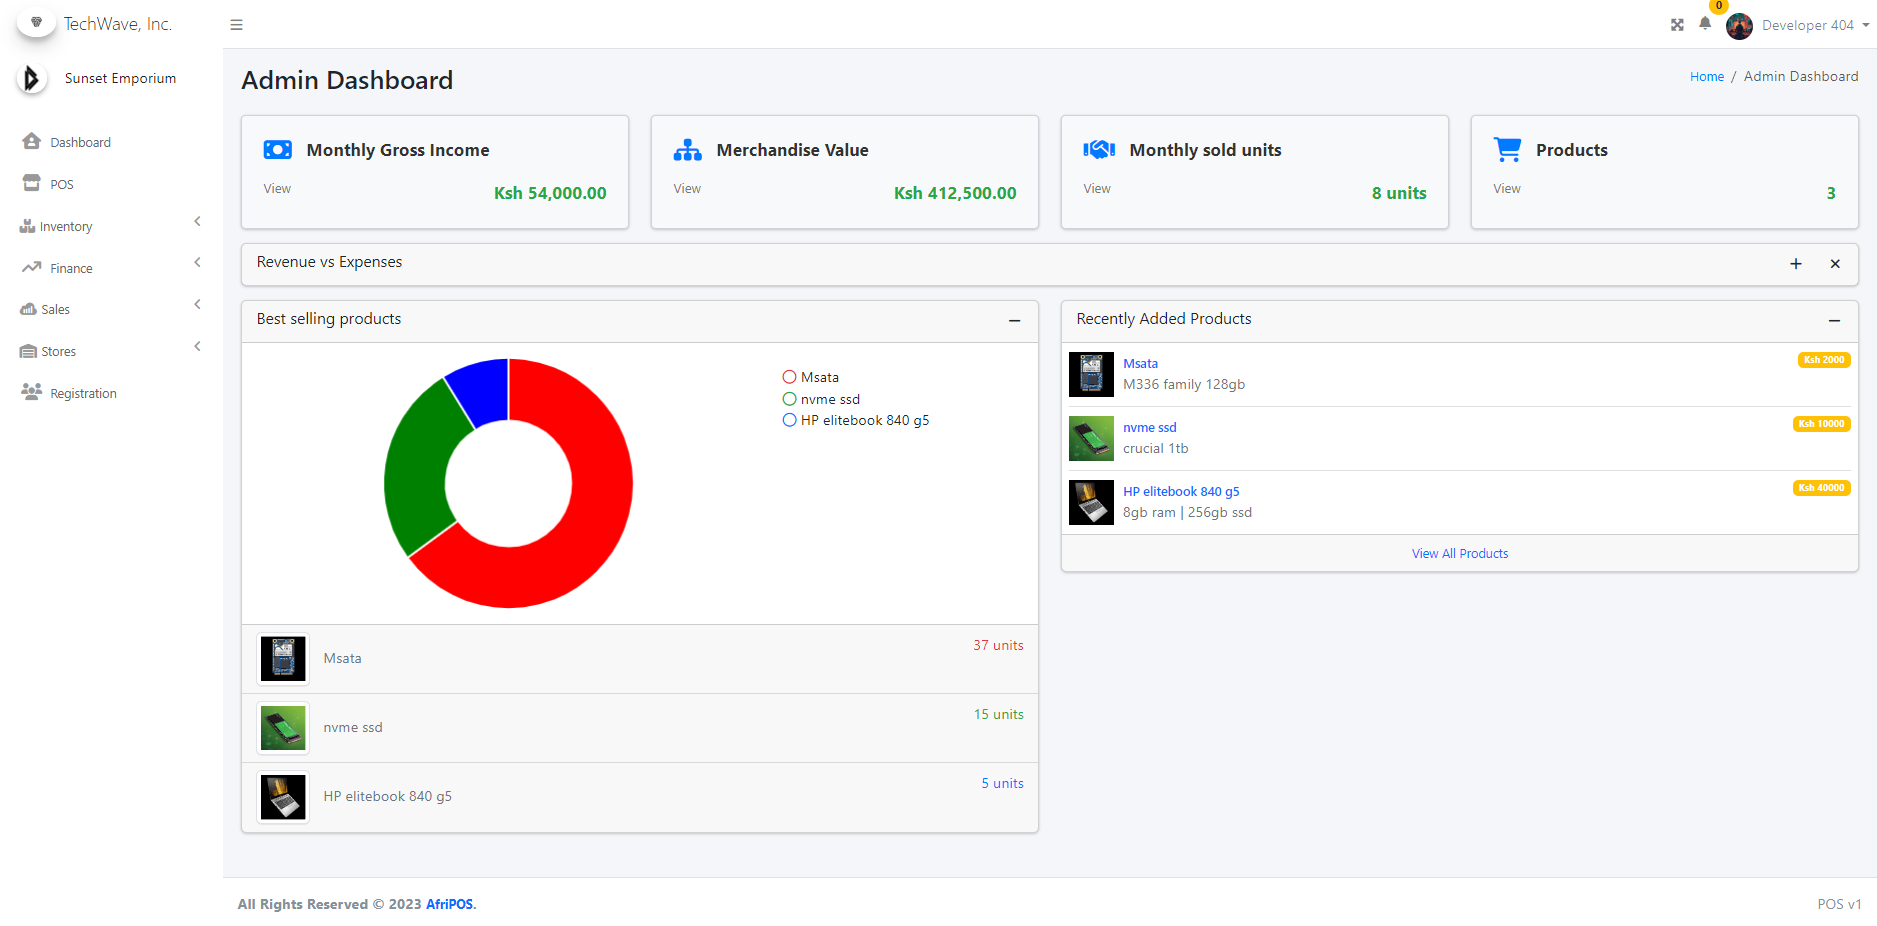 TechWave, Inc.
0
Developer 404
Sunset Emporium
Dashboard
POS
Inventory
Finance
Sales
Stores
Registration
Admin Dashboard
Home / Admin Dashboard
Monthly Gross Income
View
Ksh 54,000.00
Merchandise Value
View
Ksh 412,500.00
Monthly sold units
View
8 units
Products
View
3
Revenue vs Expenses
Best selling products
Msata
nvme ssd
HP elitebook 840 g5
Msata
37 units
nvme ssd
15 units
HP elitebook 840 g5
5 units
Recently Added Products
Msata
Ksh 2000
M336 family 128gb
nvme ssd
Ksh 10000
crucial 1tb
HP elitebook 840 g5
Ksh 40000
8gb ram | 256gb ssd
View All Products
All Rights Reserved © 2023 AfriPOS.
POS v1